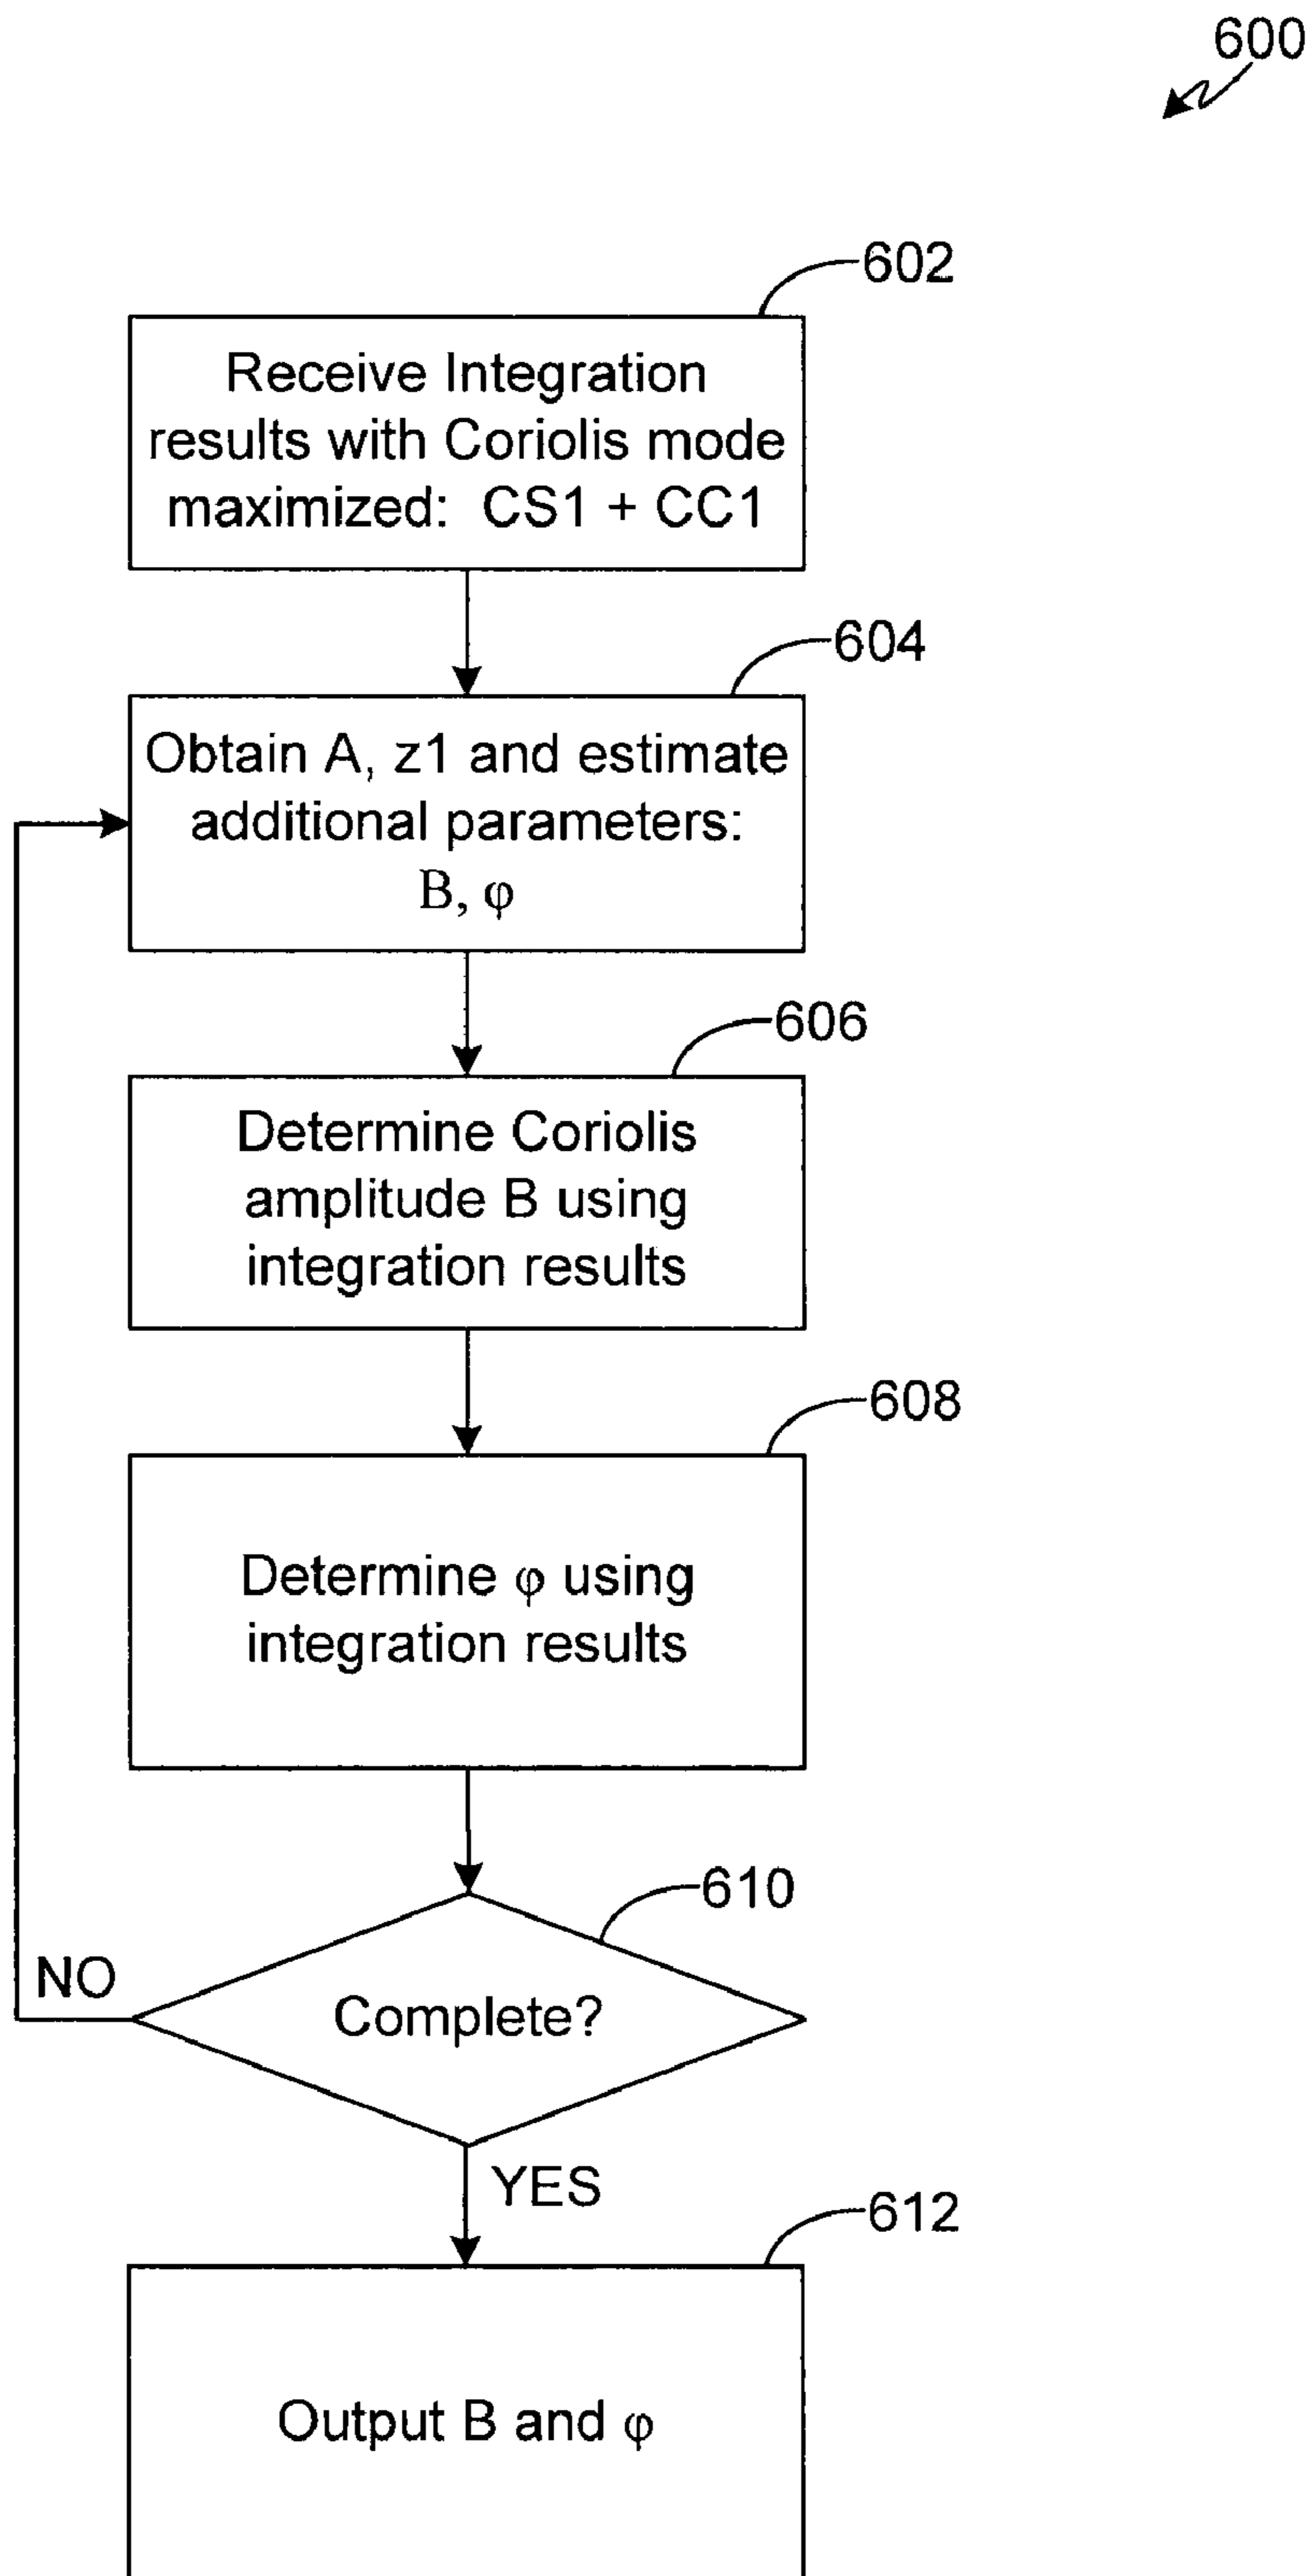 600
602
Receive Integration
results with Coriolis mode
maximized: CS1 + CC1
604
Obtain A, z1 and estimate
additional parameters:
B, φ
606
Determine Coriolis
amplitude B using
integration results
608
Determine φ using
integration results
610
NO
Complete?
YES
612
Output B and φ